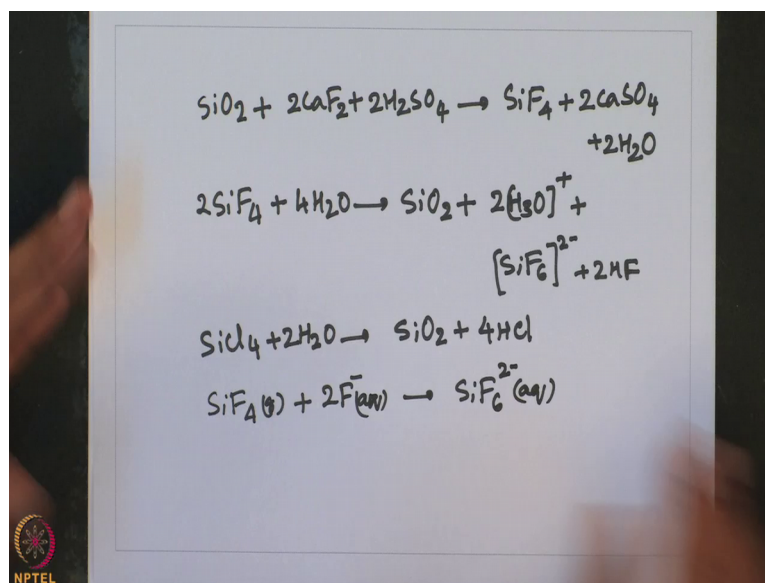 SiO₂ + 2CaF₂ + 2H₂SO₄ → SiF₄ + 2CaSO₄
+ 2H₂O
2SiF₄ + 4H₂O → SiO₂ + 2[H₃O]⁺ +
[SiF₆]²⁻ + 2HF
SiCl₄ + 2H₂O → SiO₂ + 4HCl
SiF₄(g) + 2F⁻(aq) → SiF₆²⁻(aq)
NPTEL